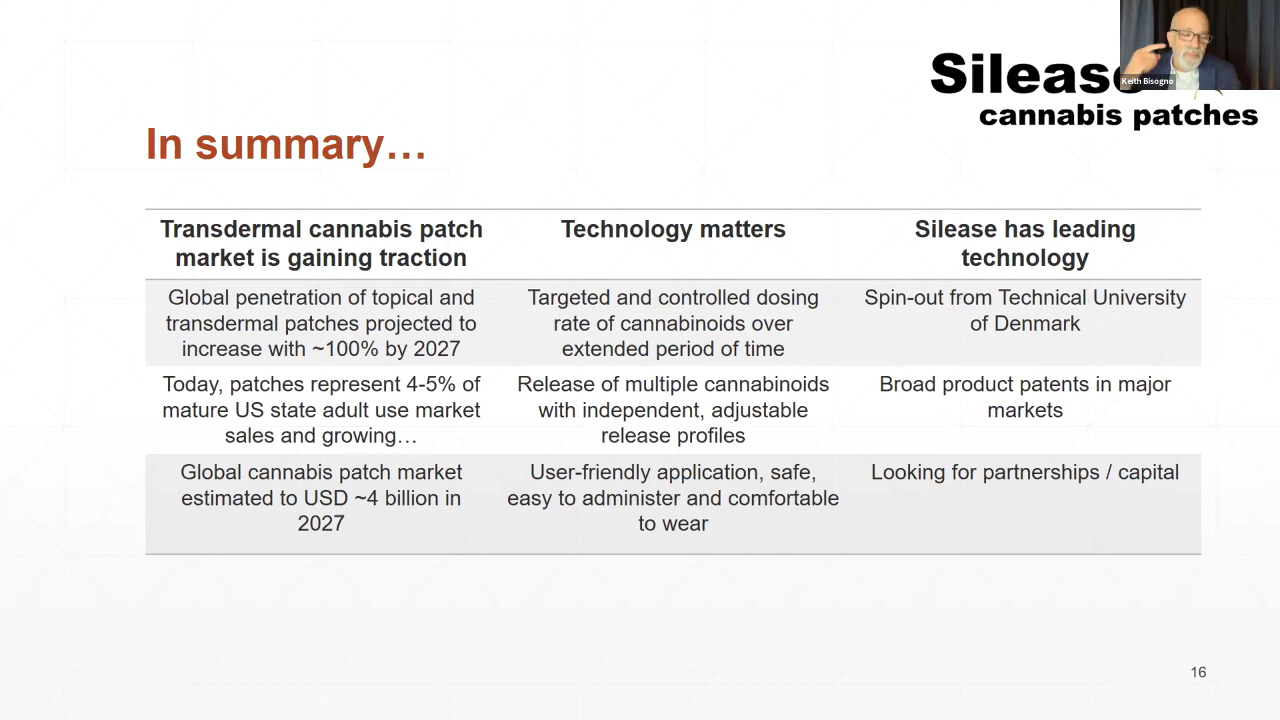 Silease
Keith Bisogno
cannabis patches
In summary…
Transdermal cannabis patch
market is gaining traction
Technology matters
Silease has leading
technology
Global penetration of topical and
transdermal patches projected to
increase with ~100% by 2027
Targeted and controlled dosing
rate of cannabinoids over
extended period of time
Spin-out from Technical University
of Denmark
Today, patches represent 4-5% of
mature US state adult use market
sales and growing…
Release of multiple cannabinoids
with independent, adjustable
release profiles
Broad product patents in major
markets
Global cannabis patch market
estimated to USD ~4 billion in
2027
User-friendly application, safe,
easy to administer and comfortable
to wear
Looking for partnerships / capital
16